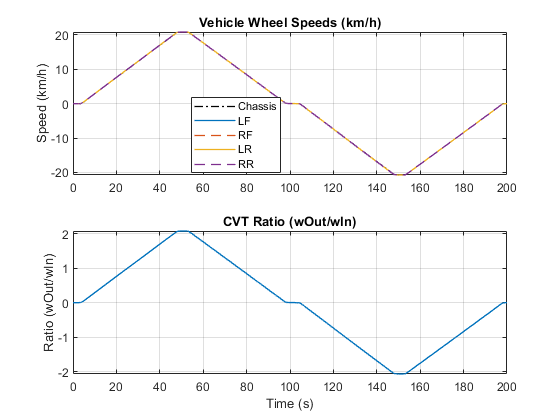 Vehicle Wheel Speeds (km/h)
20
10
0
-10
-20
Speed (km/h)
Chassis
LF
RF
LR
RR
0 20 40 60 80 100 120 140 160 180 200
CVT Ratio (wOut/wIn)
2
1
0
-1
-2
Ratio (wOut/wIn)
0 20 40 60 80 100 120 140 160 180 200
Time (s)